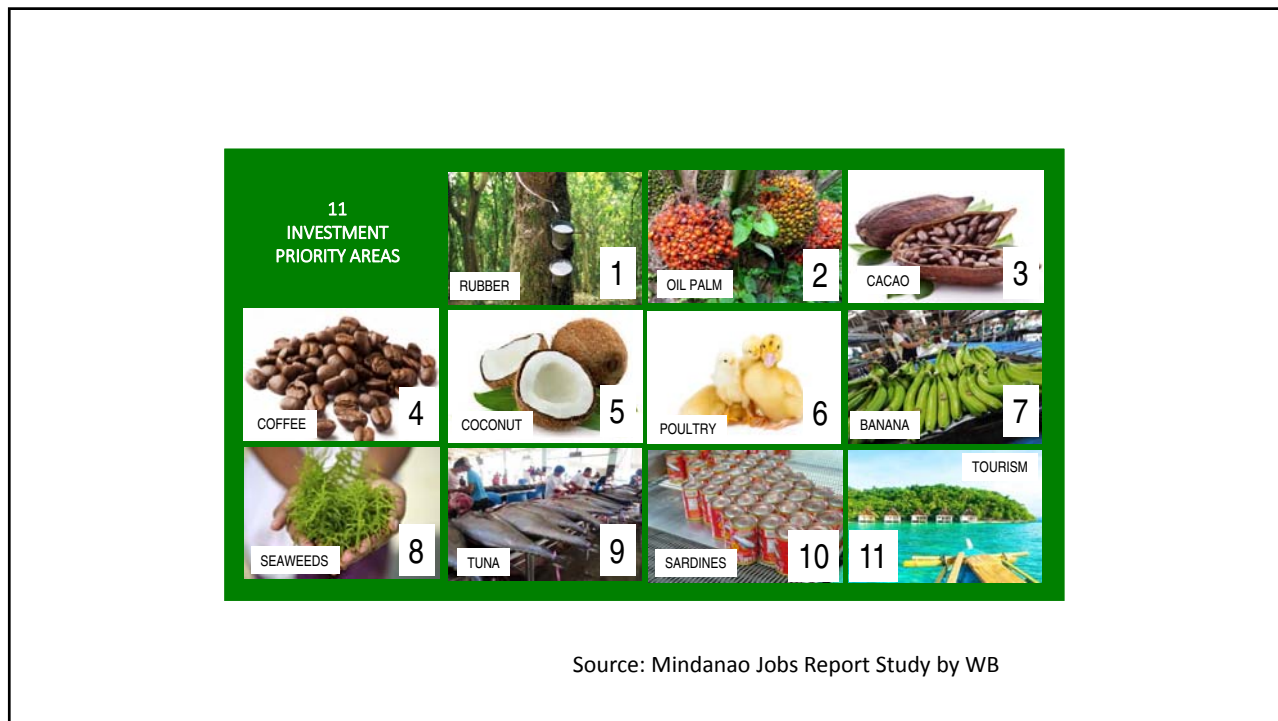 11
INVESTMENT
PRIORITY AREAS
RUBBER
1
OIL PALM
2
CACAO
3
COFFEE
4
COCONUT
5
POULTRY
6
BANANA
7
SEAWEEDS
8
TUNA
9
SARDINES
10
TOURISM
11
Source: Mindanao Jobs Report Study by WB